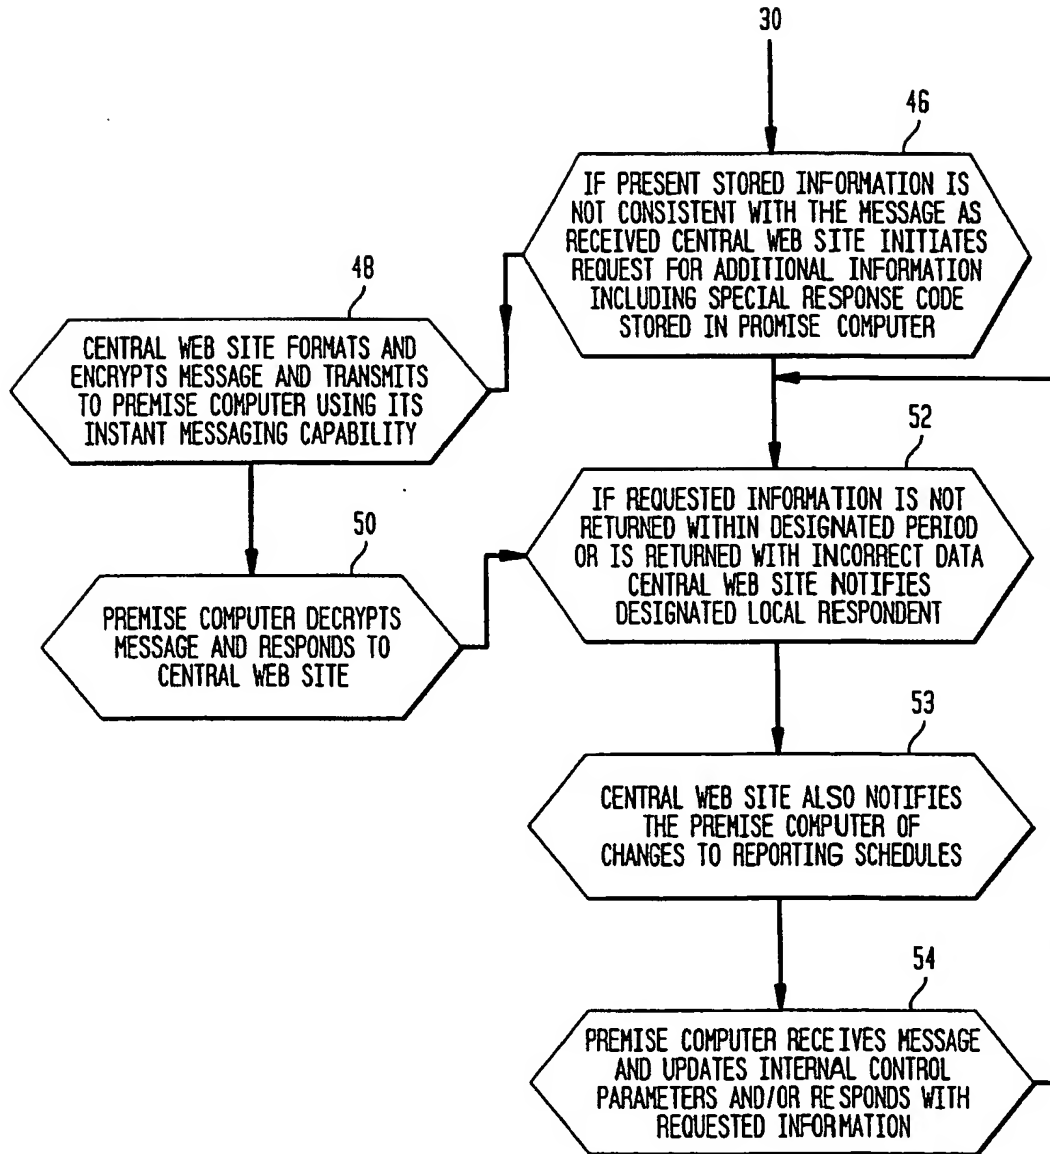 30
46
IF PRESENT STORED INFORMATION IS
NOT CONSISTENT WITH THE MESSAGE AS
RECEIVED CENTRAL WEB SITE INITIATES
REQUEST FOR ADDITIONAL INFORMATION
INCLUDING SPECIAL RESPONSE CODE
STORED IN PROMISE COMPUTER
48
CENTRAL WEB SITE FORMATS AND
ENCRYPTS MESSAGE AND TRANSMITS
TO PREMISE COMPUTER USING ITS
INSTANT MESSAGING CAPABILITY
50
PREMISE COMPUTER DECRYPTS
MESSAGE AND RESPONDS TO
CENTRAL WEB SITE
52
IF REQUESTED INFORMATION IS NOT
RETURNED WITHIN DESIGNATED PERIOD
OR IS RETURNED WITH INCORRECT DATA
CENTRAL WEB SITE NOTIFIES
DESIGNATED LOCAL RESPONDENT
53
CENTRAL WEB SITE ALSO NOTIFIES
THE PREMISE COMPUTER OF
CHANGES TO REPORTING SCHEDULES
54
PREMISE COMPUTER RECEIVES MESSAGE
AND UPDATES INTERNAL CONTROL
PARAMETERS AND/OR RESPONDS WITH
REQUESTED INFORMATION